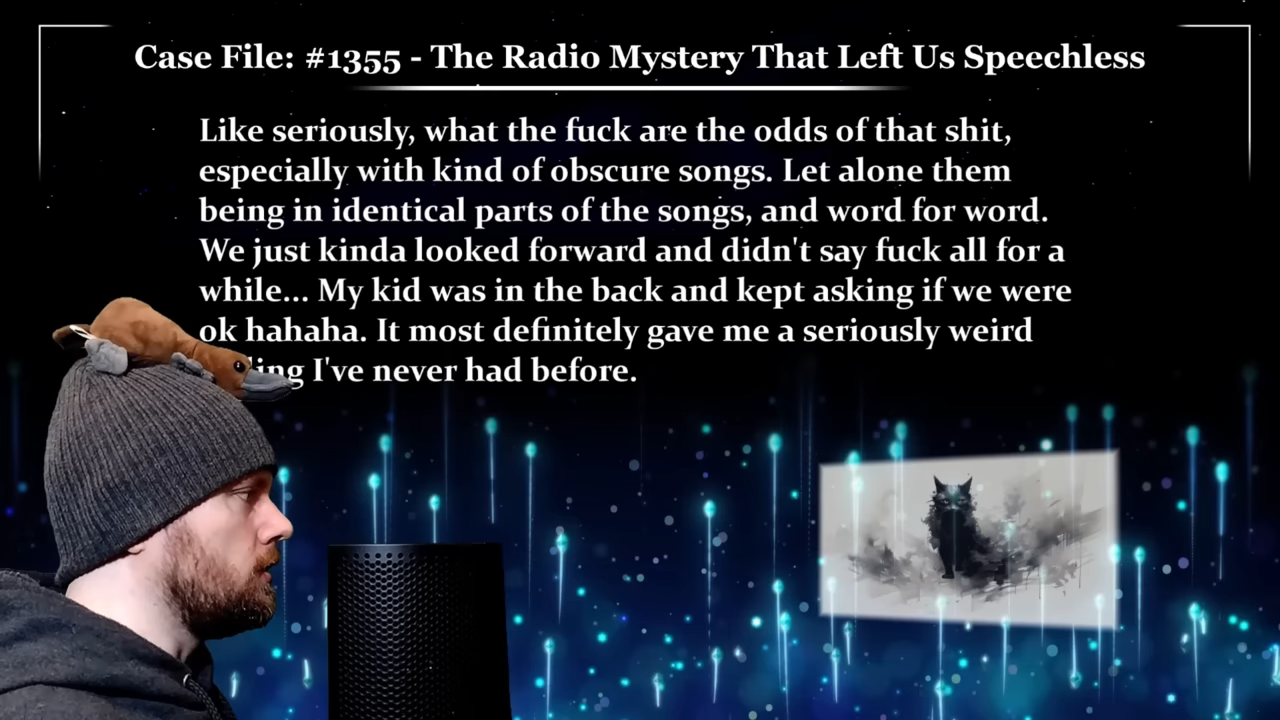 Case File: #1355 - The Radio Mystery That Left Us Speechless
Like seriously, what the fuck are the odds of that shit,
especially with kind of obscure songs. Let alone them
being in identical parts of the songs, and word for word.
We just kinda looked forward and didn't say fuck all for a
while... My kid was in the back and kept asking if we were
ok hahaha. It most definitely gave me a seriously weird
I've never had before.